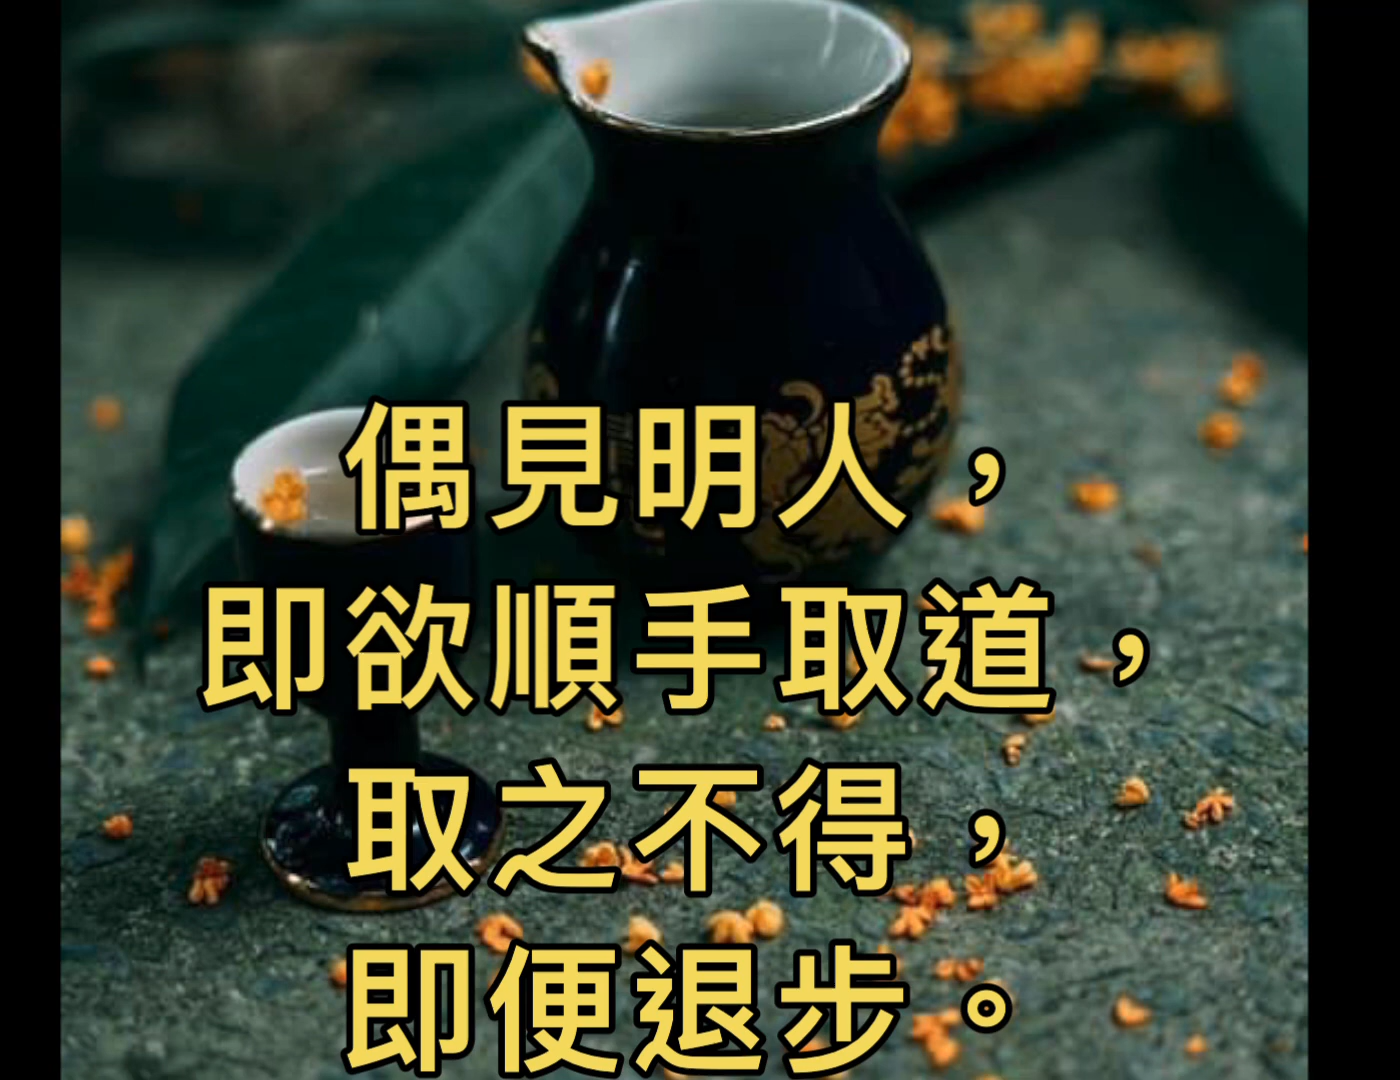 偶見明人，
即欲順手取道，
取之不得，
即便退步。